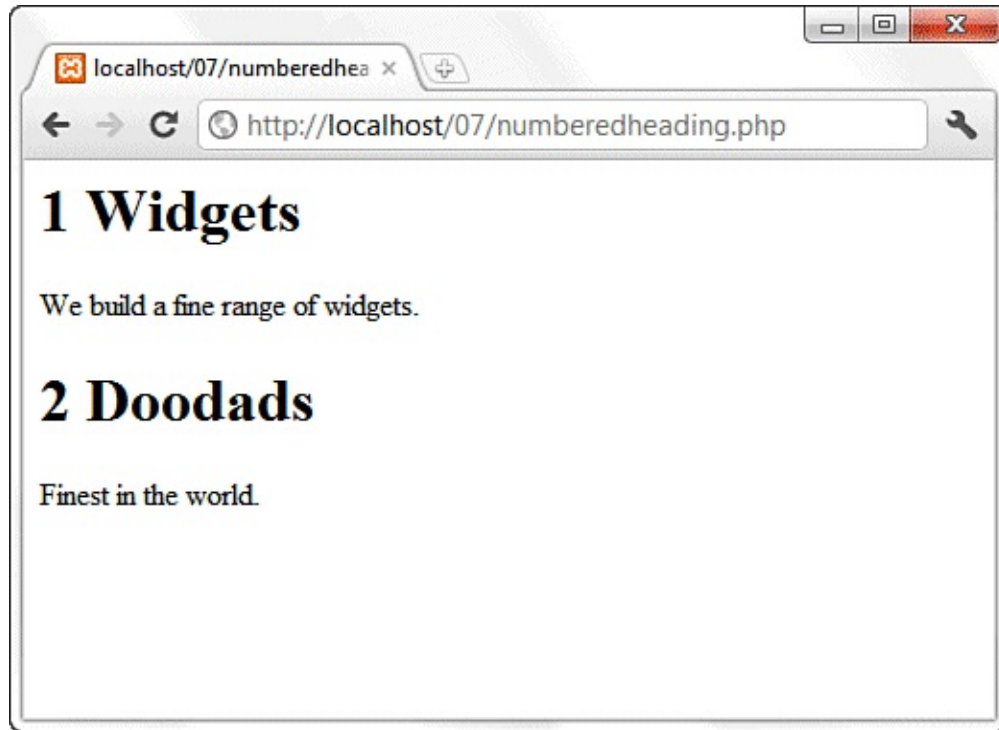 localhost/07/numberedhea
http://localhost/07/numberedheading.php
1 Widgets
We build a fine range of widgets.
2 Doodads
Finest in the world.